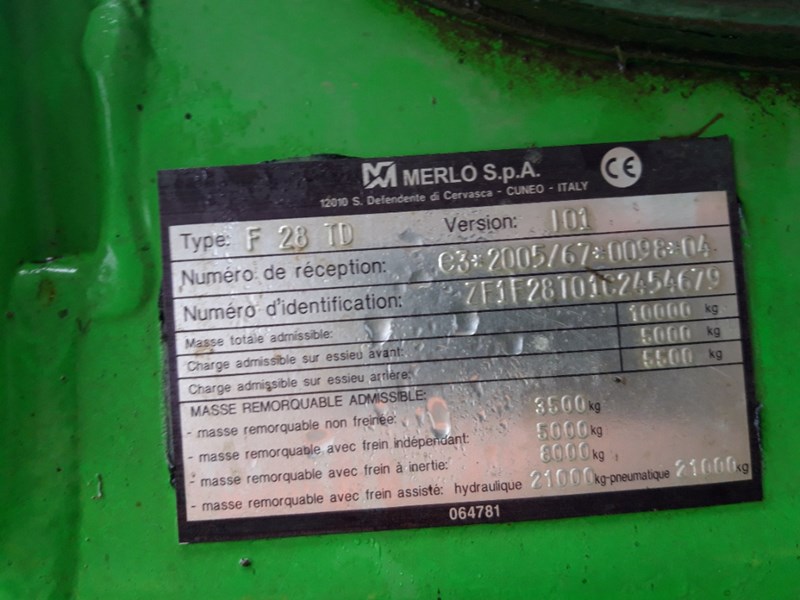 MERLO S.p.A. CE
12010 S. Defendente di Cervasca - CUNEO - ITALY
Type: F 28 TD Version: I01
Numéro de réception: e3*2005/67*0098*04
Numéro d'identification: ZF1F28T01C2454679
Masse totale admissible: 10000 kg
Charge admissible sur essieu avant: 5000 kg
Charge admissible sur essieu arrière: 5500 kg
MASSE REMORQUABLE ADMISSIBLE:
- masse remorquable non freinée: 3500 kg
- masse remorquable avec frein indépendant: 5000 kg
- masse remorquable avec frein à inertie: 8000 kg
- masse remorquable avec frein assisté: hydraulique 21000 kg-pneumatique 21000 kg
064781